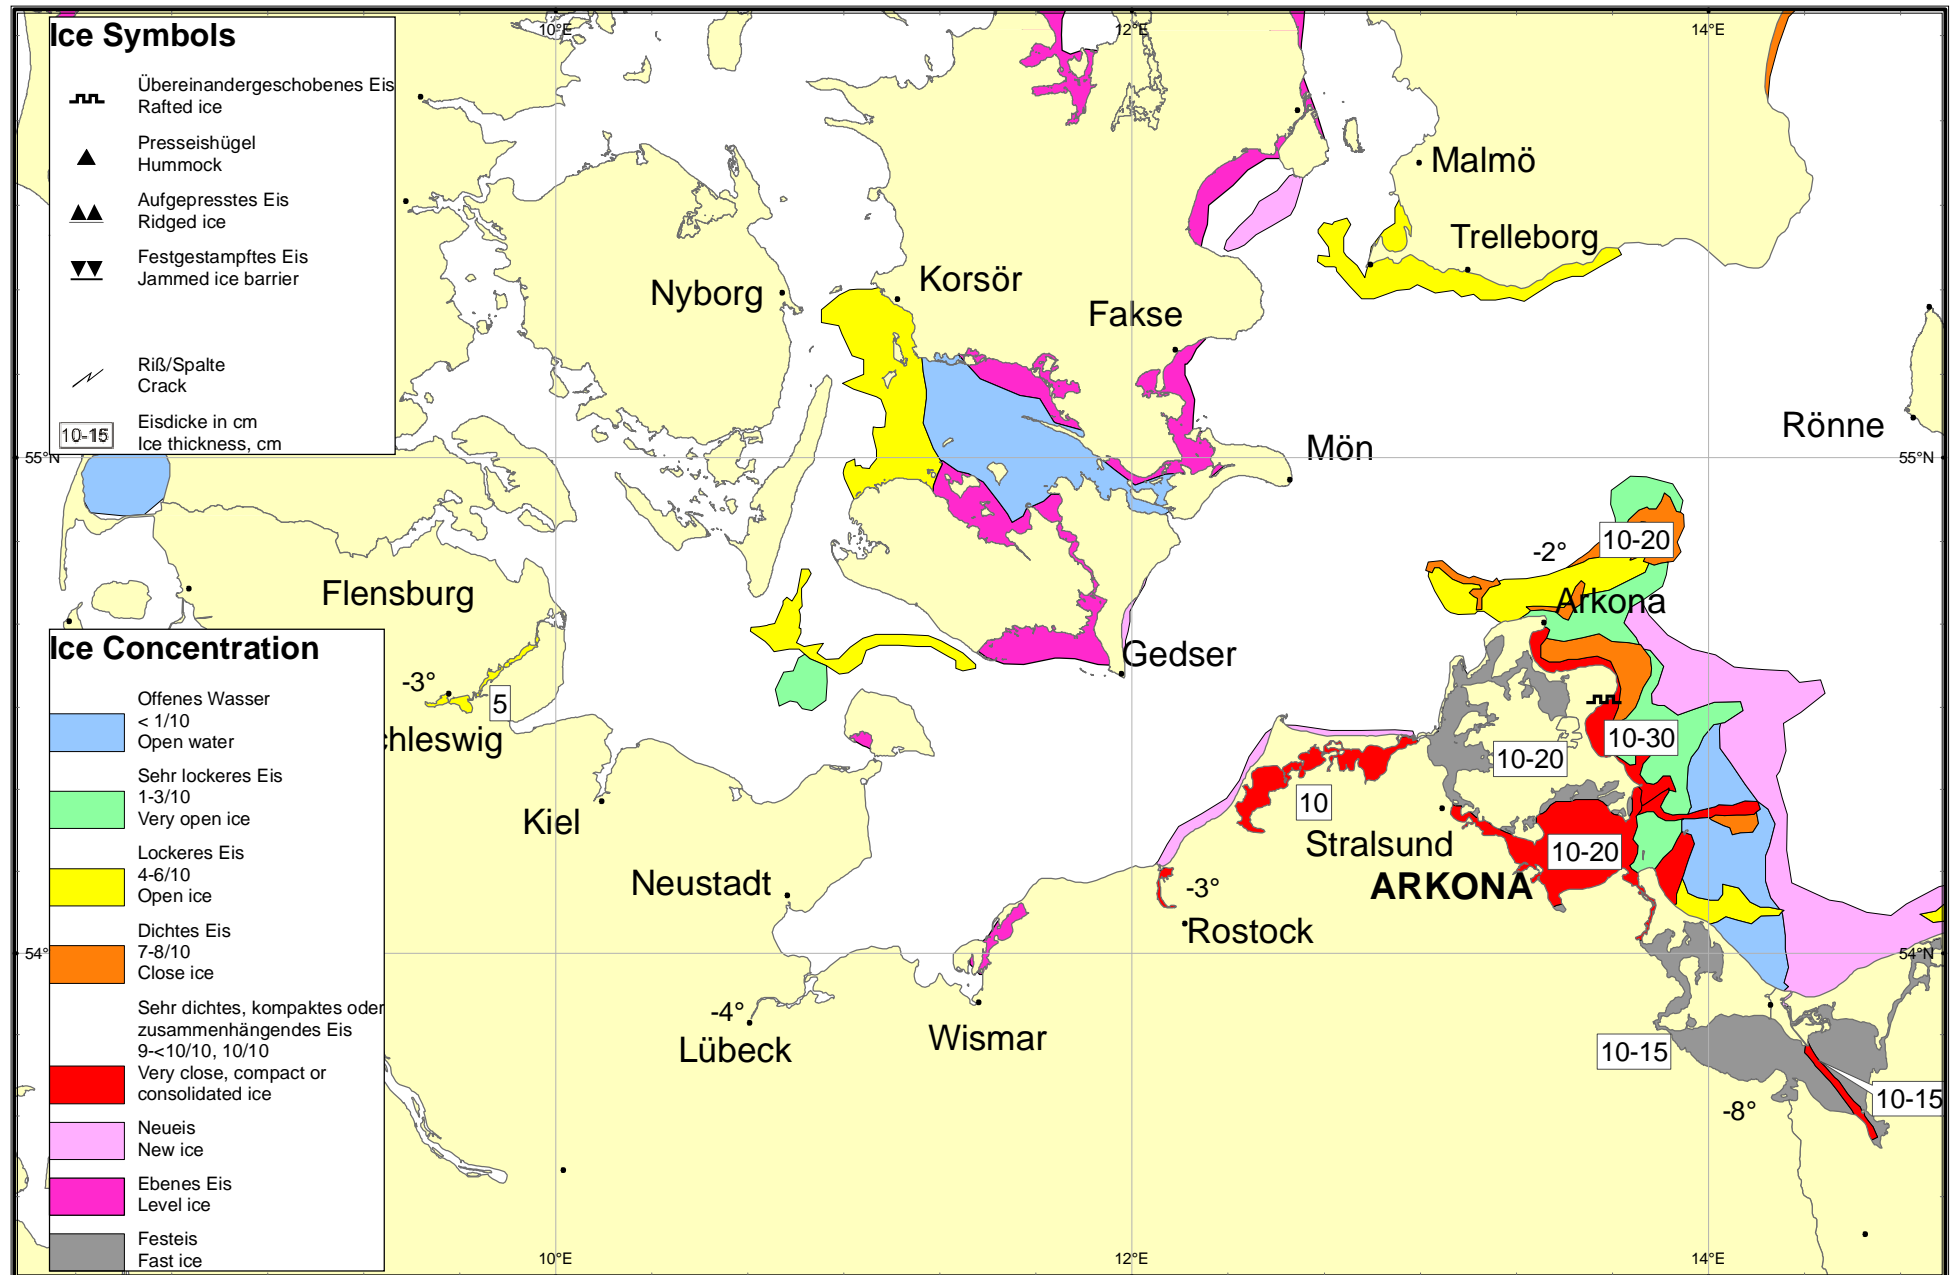 Ice Symbols
Übereinandergeschobenes Eis
Rafted ice
Presseishügel
Hummock
Aufgepresstes Eis
Ridged ice
Festgestampftes Eis
Jammed ice barrier
Riß/Spalte
Crack
10-15
Eisdicke in cm
Ice thickness, cm
Ice Concentration
Offenes Wasser
< 1/10
Open water
Sehr lockeres Eis
1-3/10
Very open ice
Lockeres Eis
4-6/10
Open ice
Dichtes Eis
7-8/10
Close ice
Sehr dichtes, kompaktes oder
zusammenhängendes Eis
9-<10/10, 10/10
Very close, compact or
consolidated ice
Neueis
New ice
Ebenes Eis
Level ice
Festeis
Fast ice
10°E
12°E
14°E
Malmö
Trelleborg
Nyborg
Korsör
Fakse
Rönne
Mön
55°N
55°N
10-20
-2°
Arkona
Flensburg
Gedser
-3°
5
chleswig
10-30
10-20
10
Kiel
Stralsund
10-20
Neustadt
ARKONA
-3°
Rostock
54°
54°N
-4°
Wismar
Lübeck
10-15
10-15
-8°
10°E
12°E
14°E